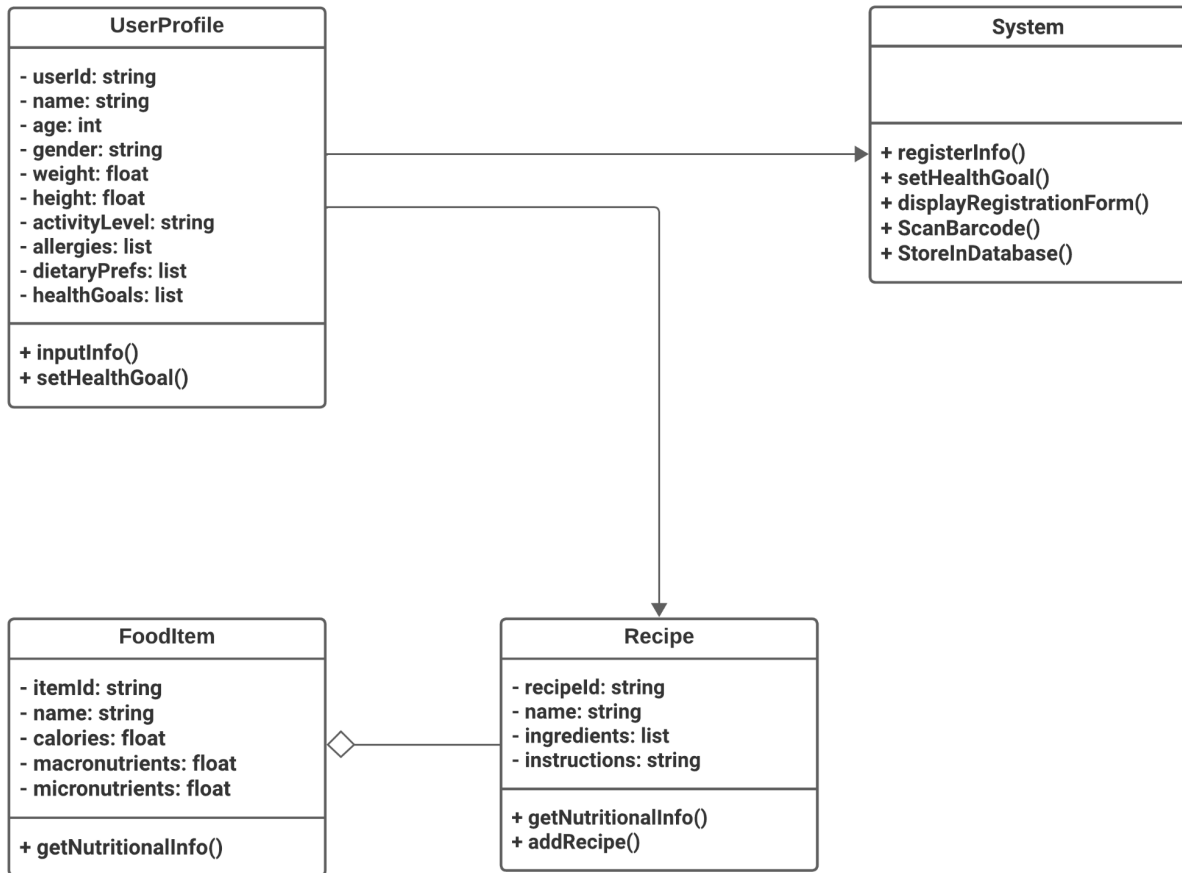 UserProfile
- userId: string
- name: string
- age: int
- gender: string
- weight: float
- height: float
- activityLevel: string
- allergies: list
- dietaryPrefs: list
- healthGoals: list
+ inputInfo()
+ setHealthGoal()
System
+ registerInfo()
+ setHealthGoal()
+ displayRegistrationForm()
+ ScanBarcode()
+ StoreInDatabase()
FoodItem
- itemId: string
- name: string
- calories: float
- macronutrients: float
- micronutrients: float
+ getNutritionalInfo()
Recipe
- recipeId: string
- name: string
- ingredients: list
- instructions: string
+ getNutritionalInfo()
+ addRecipe()